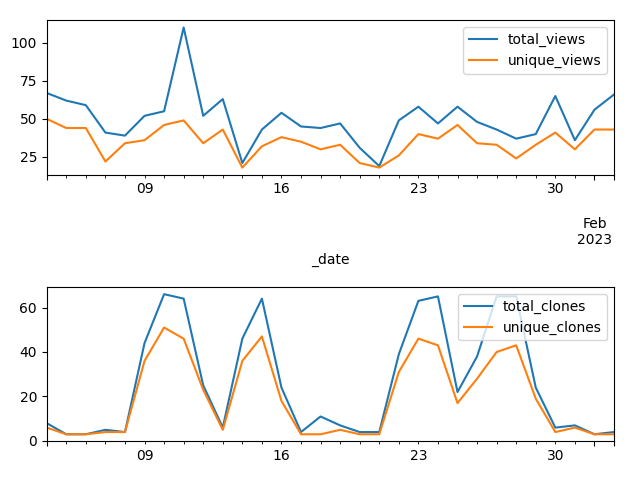 total_views
unique_views
100
75
50
25
09 16 23 30
Feb
2023
_date
total_clones
unique_clones
60
40
20
0
09 16 23 30